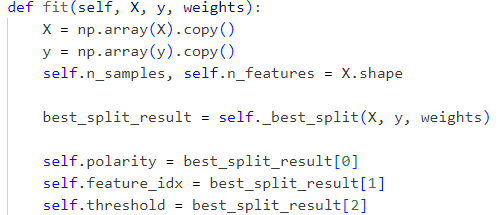 def fit(self, X, y, weights):
    X = np.array(X).copy()
    y = np.array(y).copy()
    self.n_samples, self.n_features = X.shape

    best_split_result = self._best_split(X, y, weights)

    self.polarity = best_split_result[0]
    self.feature_idx = best_split_result[1]
    self.threshold = best_split_result[2]